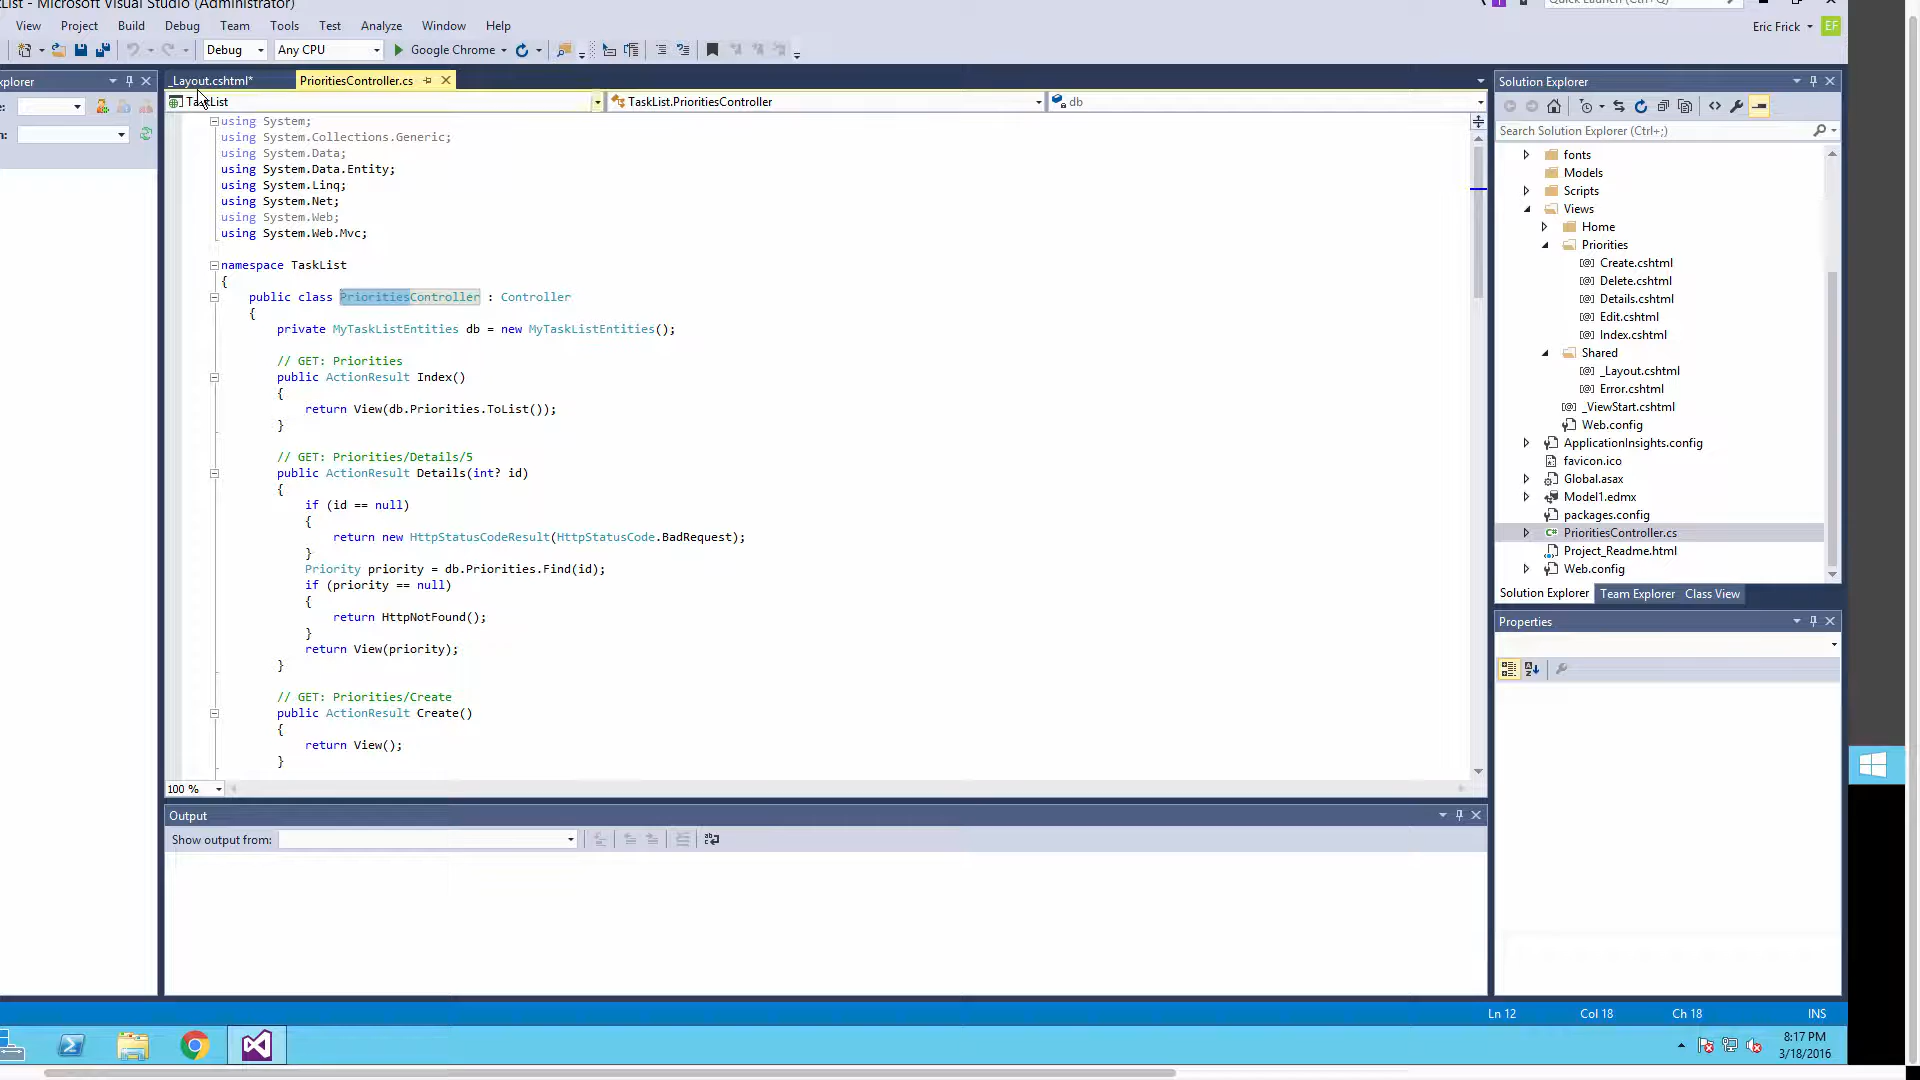 List - Microsoft Visual Studio (Administrator)
Quick Launch (Ctrl+Q)
View Project Build Debug Team Tools Test Analyze Window Help
Eric Frick EF
Debug Any CPU Google Chrome
xplorer
_Layout.cshtml*
PrioritiesController.cs
TaskList
TaskList.PrioritiesController
db
using System;
using System.Collections.Generic;
using System.Data;
using System.Data.Entity;
using System.Linq;
using System.Net;
using System.Web;
using System.Web.Mvc;
namespace TaskList
{
public class PrioritiesController : Controller
{
private MyTaskListEntities db = new MyTaskListEntities();
// GET: Priorities
public ActionResult Index()
{
return View(db.Priorities.ToList());
}
// GET: Priorities/Details/5
public ActionResult Details(int? id)
{
if (id == null)
{
return new HttpStatusCodeResult(HttpStatusCode.BadRequest);
}
Priority priority = db.Priorities.Find(id);
if (priority == null)
{
return HttpNotFound();
}
return View(priority);
}
// GET: Priorities/Create
public ActionResult Create()
{
return View();
}
100 %
Output
Show output from:
Solution Explorer
Search Solution Explorer (Ctrl+;)
fonts
Models
Scripts
Views
Home
Priorities
Create.cshtml
Delete.cshtml
Details.cshtml
Edit.cshtml
Index.cshtml
Shared
_Layout.cshtml
Error.cshtml
_ViewStart.cshtml
Web.config
ApplicationInsights.config
favicon.ico
Global.asax
Model1.edmx
packages.config
PrioritiesController.cs
Project_Readme.html
Web.config
Solution Explorer Team Explorer Class View
Properties
Ln 12 Col 18 Ch 18 INS
8:17 PM
3/18/2016